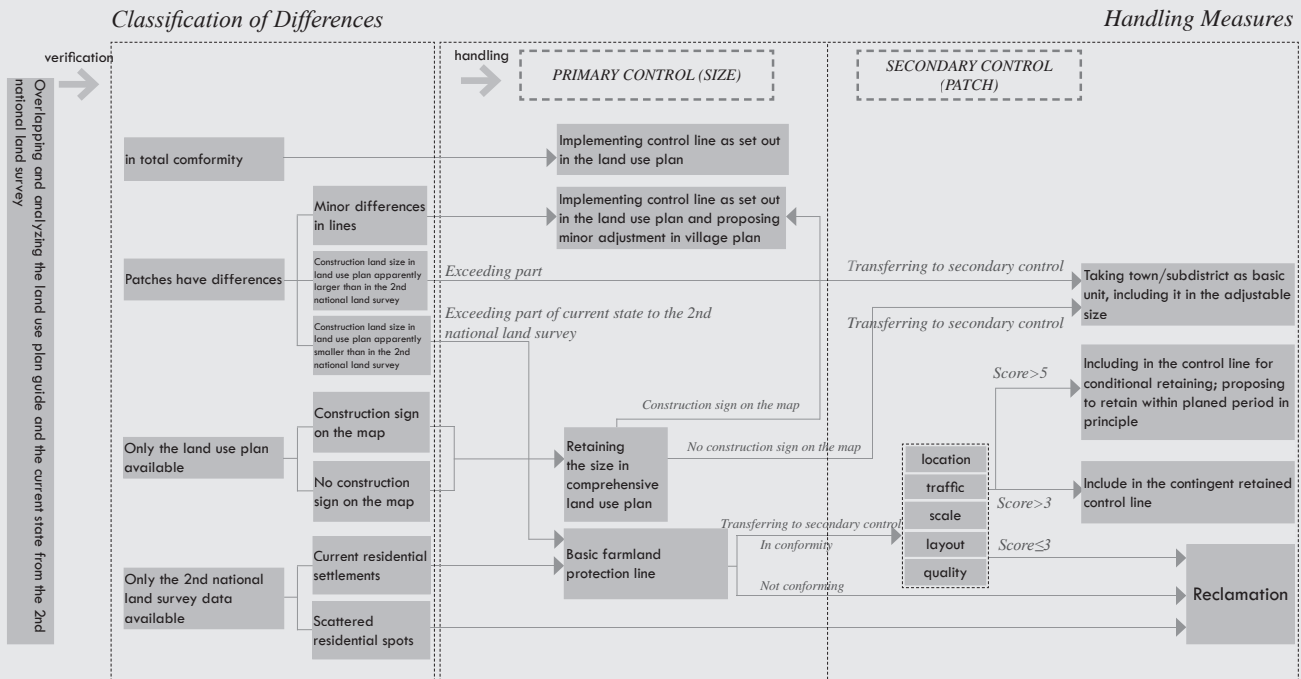 Classification of Differences
Handling Measures
verification
handling
PRIMARY CONTROL (SIZE)
SECONDARY CONTROL
(PATCH)
Overlapping and analyzing the land use plan guide and the current state from the 2nd
national land survey
in total comformity
Implementing control line as set out
in the land use plan
Minor differences
in lines
Implementing control line as set out
in the land use plan and proposing
minor adjustment in village plan
Patches have differences
Construction land size in
land use plan apparently
larger than in the 2nd
national land survey
Exceeding part
Transferring to secondary control
Taking town/subdistrict as basic
unit, including it in the adjustable
size
Construction land size in
land use plan apparently
smaller than in the 2nd
national land survey
Exceeding part of current state to the 2nd
national land survey
Transferring to secondary control
Including in the control line for
conditional retaining; proposing
to retain within planed period in
principle
Score>5
Only the land use plan
available
Construction sign
on the map
No construction
sign on the map
Construction sign on the map
Retaining
the size in
comprehensive
land use plan
No construction sign on the map
location
traffic
scale
layout
quality
Score>3
Include in the contingent retained
control line
Only the 2nd national
land survey data
available
Current residential
settlements
Basic farmland
protection line
Transferring to secondary control
In conformity
Not conforming
Score≤3
Reclamation
Scattered
residential spots